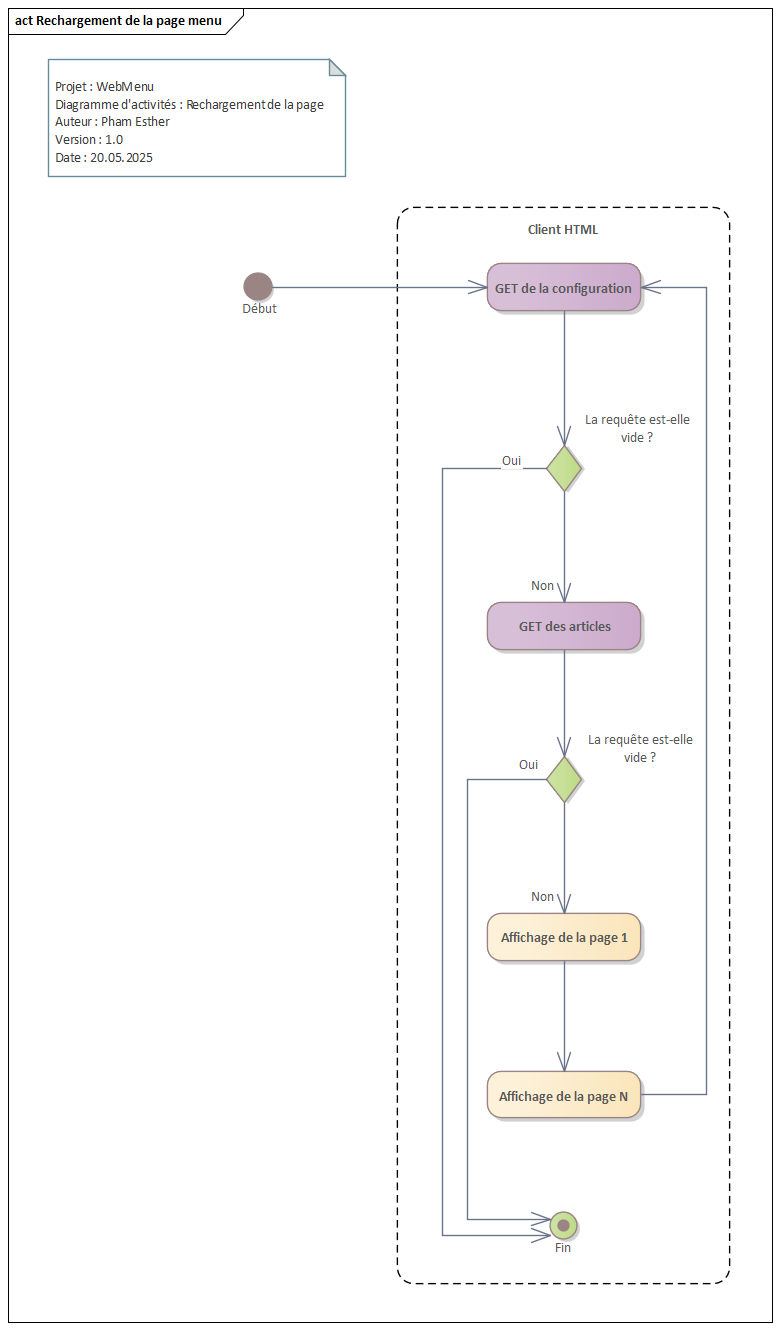 act Rechargement de la page menu
Projet : WebMenu
Diagramme d'activités : Rechargement de la page
Auteur : Pham Esther
Version : 1.0
Date : 20.05.2025
Client HTML
GET de la configuration
Début
La requête est-elle
vide ?
Oui
Non
GET des articles
La requête est-elle
vide ?
Oui
Non
Affichage de la page 1
Affichage de la page N
Fin